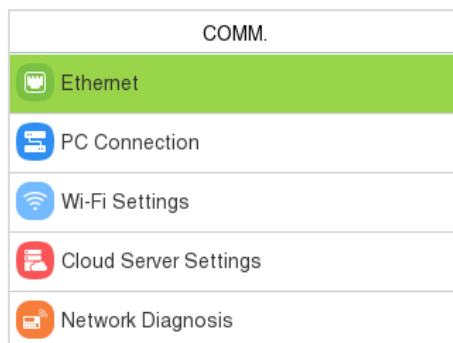 COMM.
Ethernet
PC Connection
Wi-Fi Settings
Cloud Server Settings
Network Diagnosis